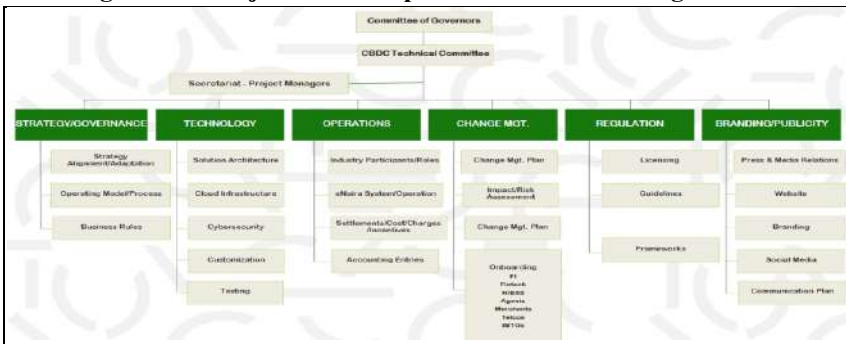 Committee of Governors
CBDC Technical Committee
Secretariat - Project Managers
STRATEGY/GOVERNANCE
TECHNOLOGY
OPERATIONS
CHANGE MGT.
REGULATION
BRANDING/PUBLICITY
Strategy
Alignment/Adaptation
Operating Model/Process
Business Rules
Solution Architecture
Cloud Infrastructure
Cybersecurity
Customization
Testing
Industry Participants/Roles
eNaira System/Operation
Settlements/Cost/Charges
/Incentives
Accounting Entries
Change Mgt. Plan
Impact/Risk
Assessment
Change Mgt. Plan
Onboarding
FI
Fintech
NIBSS
Agents
Merchants
Telcos
IMTOs
Licensing
Guidelines
Frameworks
Press & Media Relations
Website
Branding
Social Media
Communication Plan